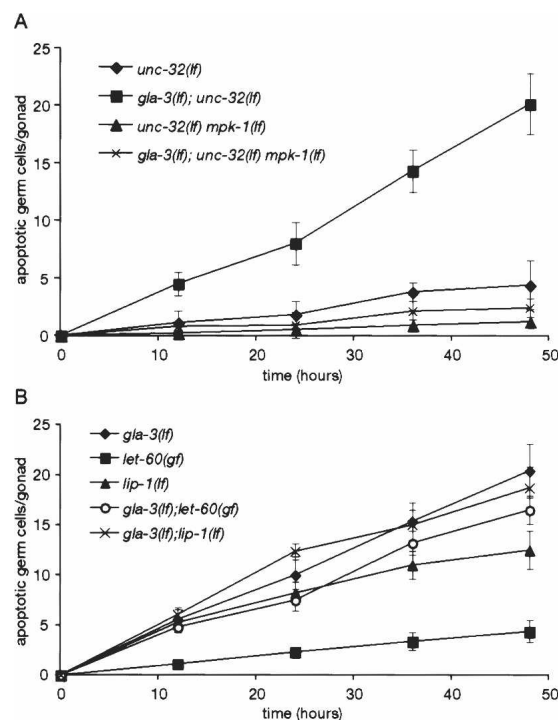 A
apoptotic germ cells/gonad
25
20
15
10
5
0
unc-32(lf)
gla-3(lf); unc-32(lf)
unc-32(lf) mpk-1(lf)
gla-3(lf); unc-32(lf) mpk-1(lf)
0 10 20 30 40 50
time (hours)
B
apoptotic germ cells/gonad
25
20
15
10
5
0
gla-3(lf)
let-60(gf)
lip-1(lf)
gla-3(lf);let-60(gf)
gla-3(lf);lip-1(lf)
0 10 20 30 40 50
time (hours)